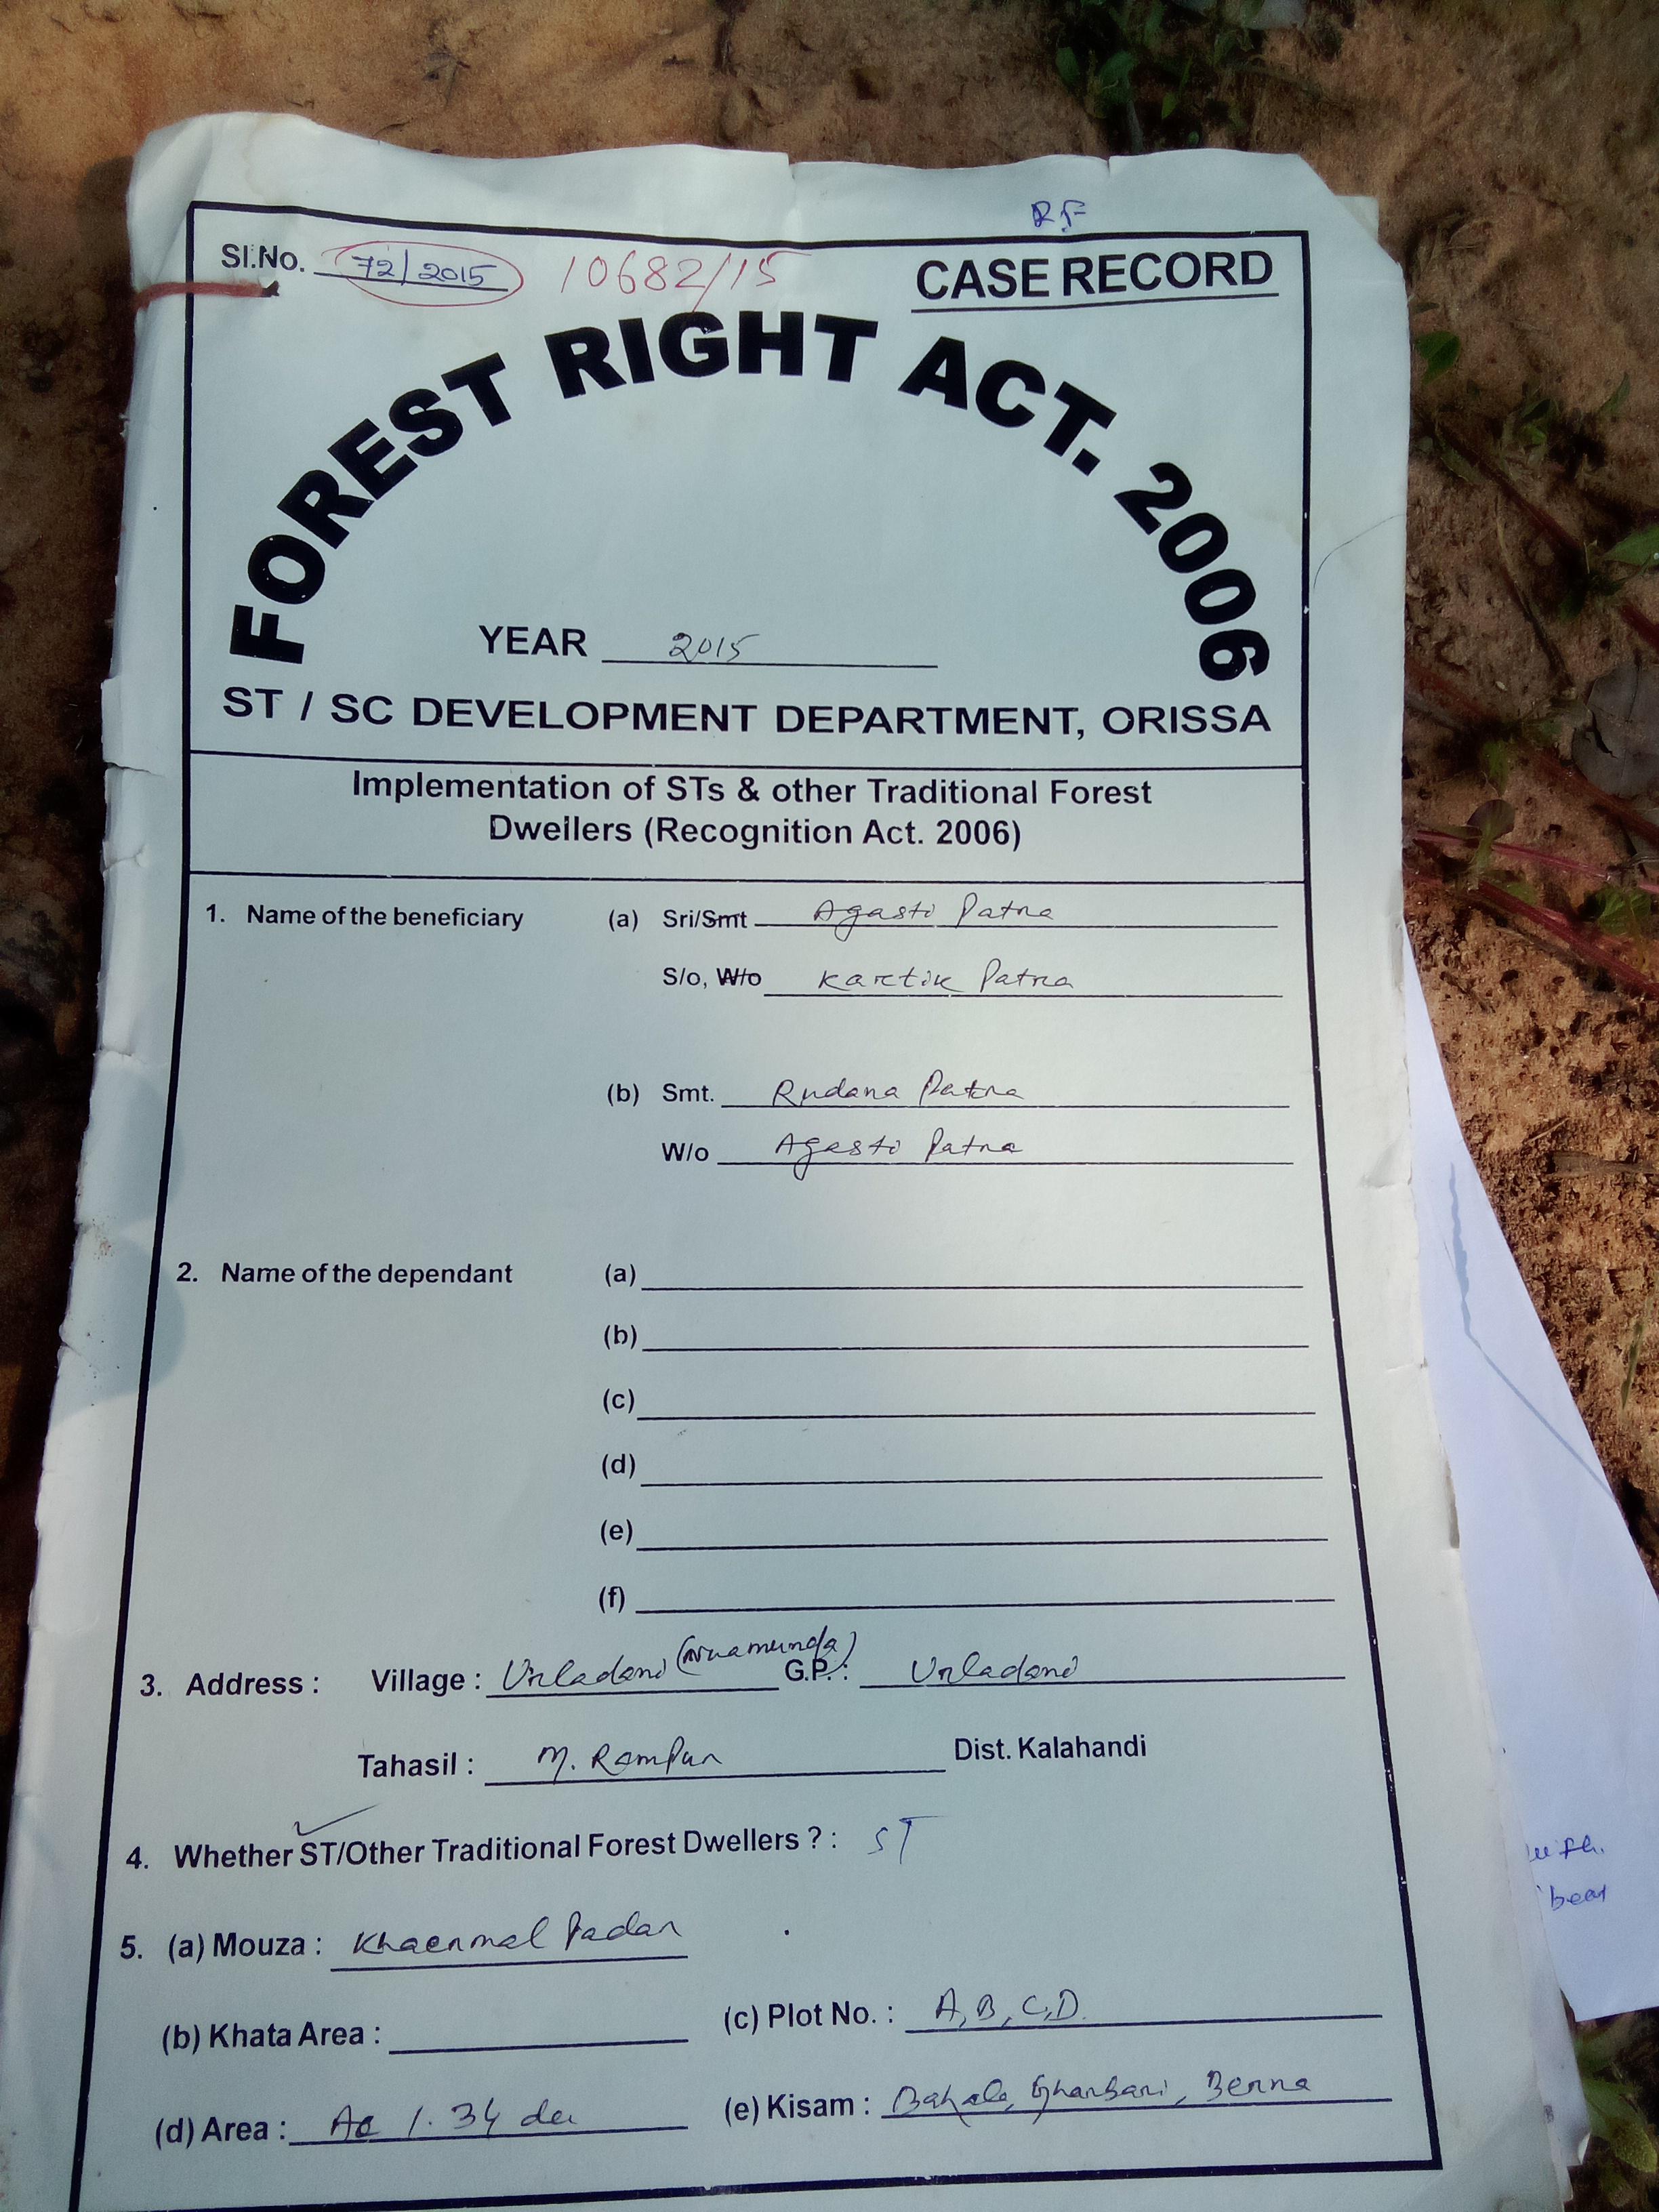 RF
Sl.No. 72/2015 10682/15 CASE RECORD
FOREST RIGHT ACT. 2006
YEAR 2015
ST / SC DEVELOPMENT DEPARTMENT, ORISSA
Implementation of STs & other Traditional Forest
Dwellers (Recognition Act. 2006)
1. Name of the beneficiary (a) Sri/Smt Agasti Patra
S/o, W/o Kartik Patra
(b) Smt. Rudana Patra
W/o Agasti Patra
2. Name of the dependant (a)
(b)
(c)
(d)
(e)
(f)
3. Address : Village : Urladani (Nuamunda) G.P. : Urladani
Tahasil : M. Rampur Dist. Kalahandi
4. Whether ST/Other Traditional Forest Dwellers ? : ST
5. (a) Mouza : Khaenmal Padar
(b) Khata Area : (c) Plot No. : A, B, C, D.
(d) Area : Ac 1.34 de (e) Kisam : Bahale, Gharbari, Berna